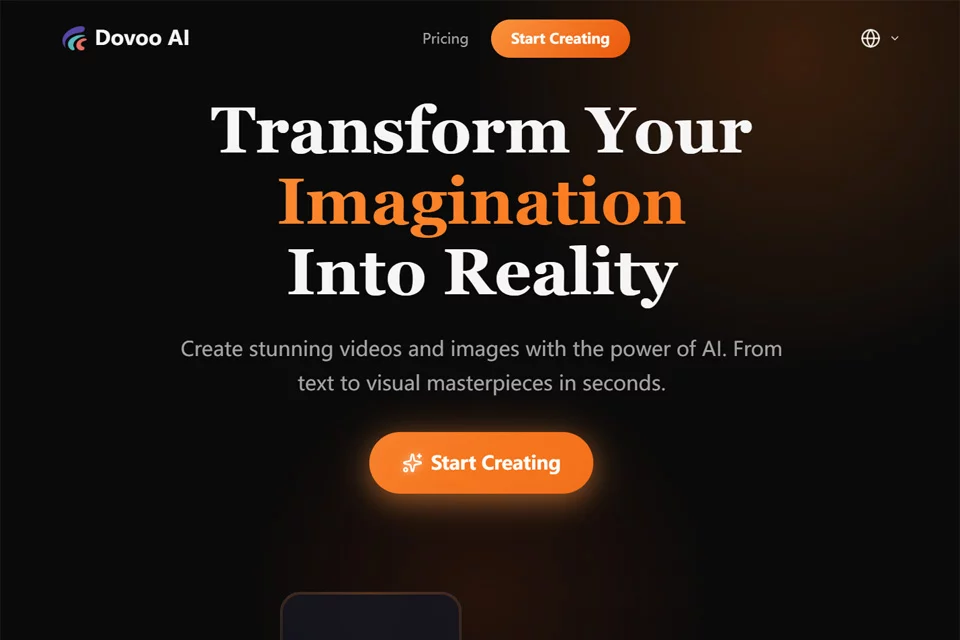 Dovoo AI
Pricing
Start Creating
Transform Your
Imagination
Into Reality
Create stunning videos and images with the power of AI. From
text to visual masterpieces in seconds.
Start Creating